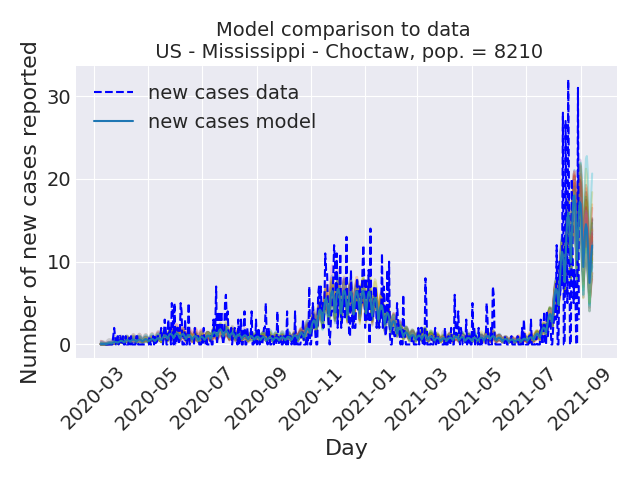 Model comparison to data
US - Mississippi - Choctaw, pop. = 8210
Number of new cases reported
30
20
10
0
new cases data
new cases model
2020-03
2020-05
2020-07
2020-09
2020-11
2021-01
2021-03
2021-05
2021-07
2021-09
Day